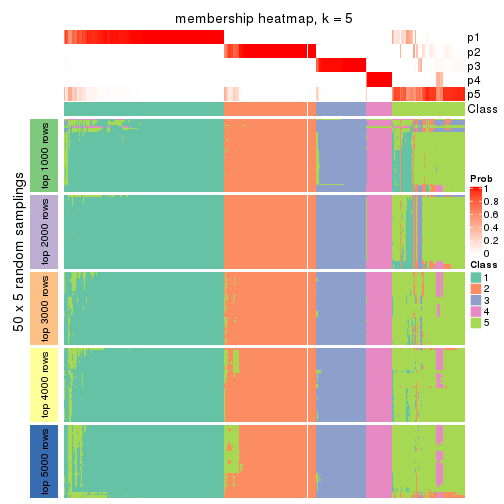 membership heatmap, k = 5
p1
p2
p3
p4
p5
Class
50 x 5 random samplings
top 1000 rows
top 2000 rows
top 3000 rows
top 4000 rows
top 5000 rows
Prob
1
0.8
0.6
0.4
0.2
0
Class
1
2
3
4
5